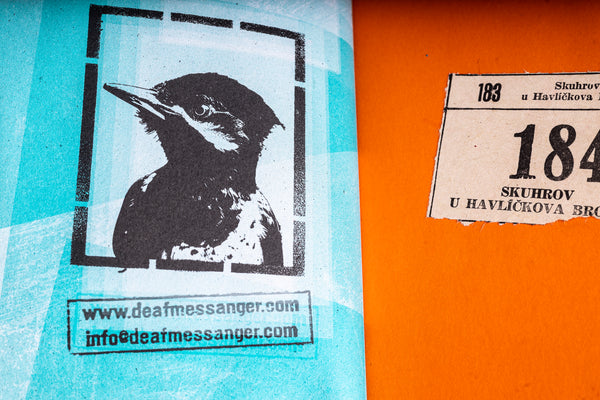 www.deafmessanger.com
info@deafmessanger.com
183 Skuhrov
u Havlíčkova
184
SKUHROV
U HAVLÍČKOVA BRO